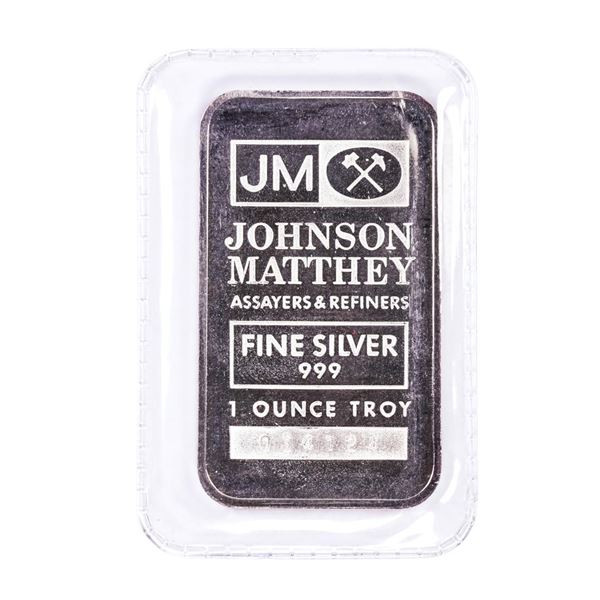 JM
JOHNSON
MATTHEY
ASSAYERS & REFINERS
FINE SILVER
999
1 OUNCE TROY